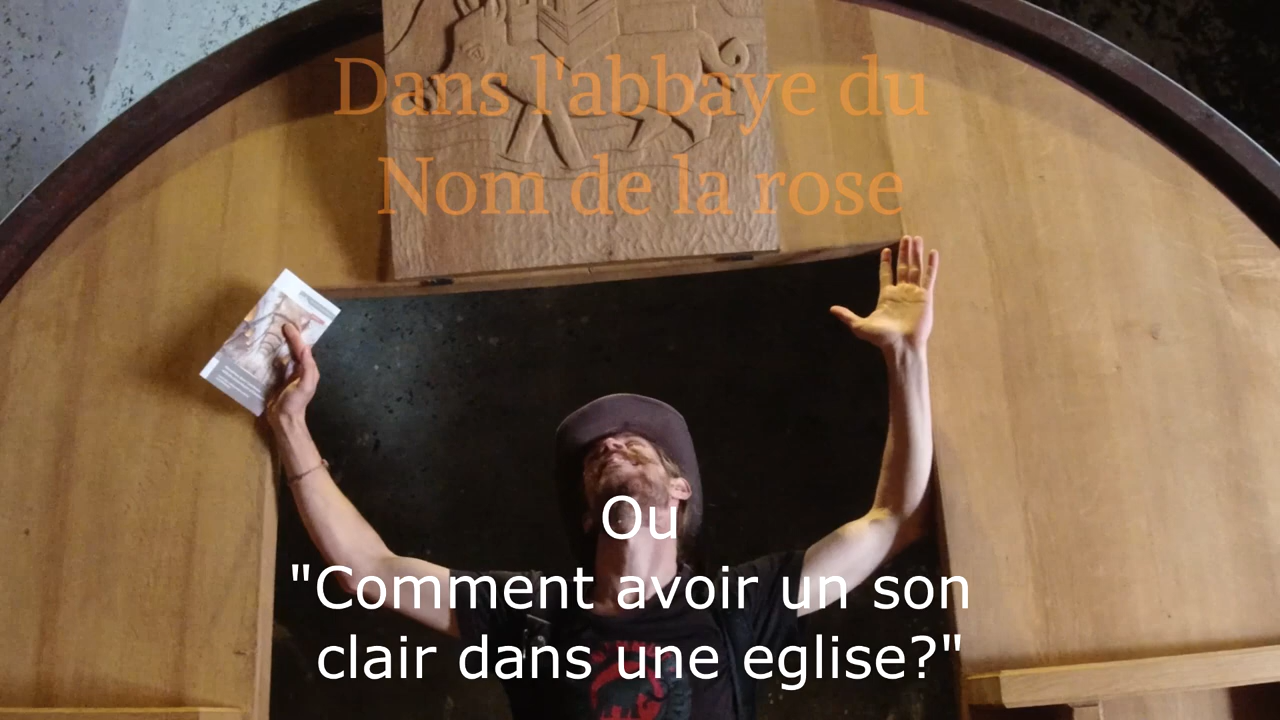 Dans l'abbaye du
Nom de la rose
Ou
"Comment avoir un son
clair dans une eglise?"